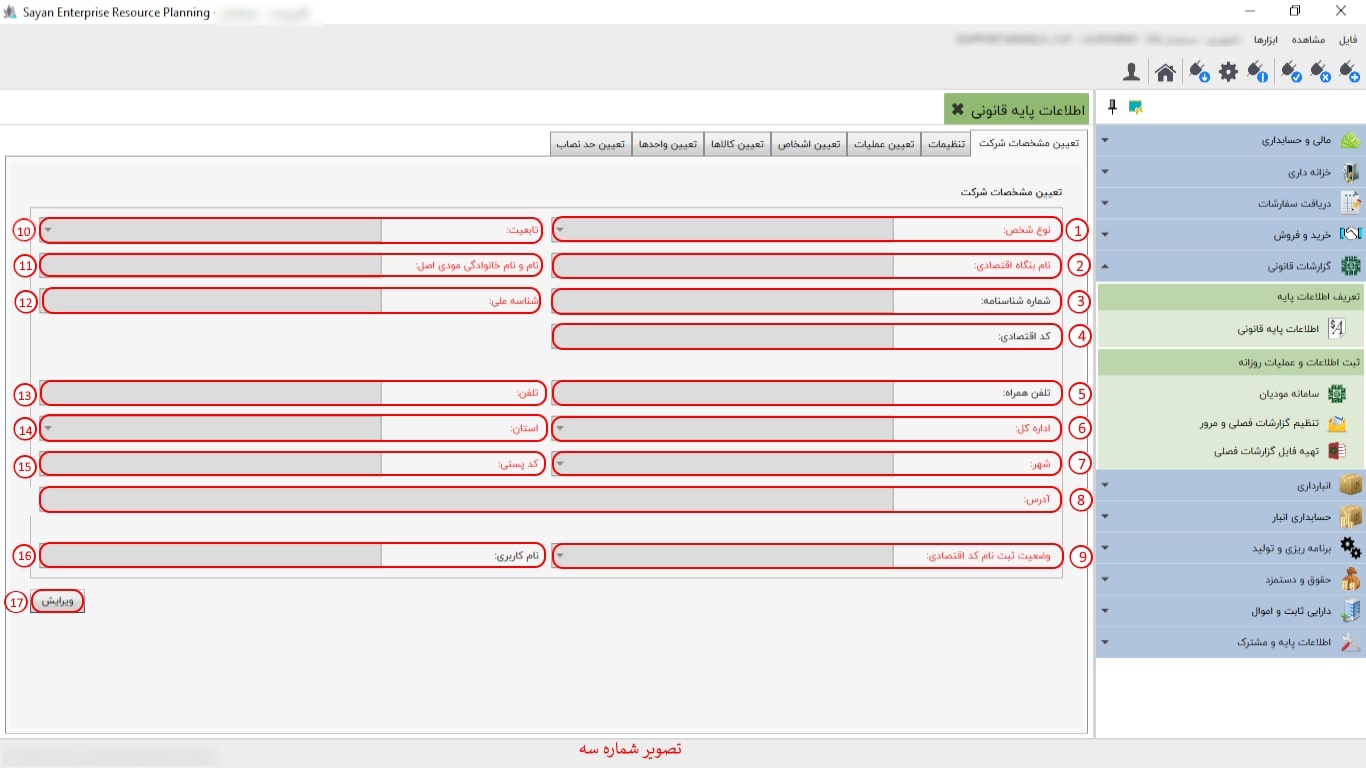 Sayan Enterprise Resource Planning -
فایل مشاهده ابزارها
اطلاعات پایه قانونی ✖
تعیین مشخصات شرکت تنظیمات تعیین عملیات تعیین اشخاص تعیین کالاها تعیین واحدها تعیین حد نصاب
تعیین مشخصات شرکت
1 نوع شخص: تابعیت: 10
2 نام بنگاه اقتصادی: نام و نام خانوادگی مودی اصل: 11
3 شماره شناسنامه: شناسه ملی: 12
4 کد اقتصادی:
5 تلفن همراه: تلفن: 13
6 اداره کل: استان: 14
7 شهر: کد پستی: 15
8 آدرس:
9 وضعیت ثبت نام کد اقتصادی: نام کاربری: 16
ویرایش 17
مالی و حسابداری
خزانه داری
دریافت سفارشات
خرید و فروش
گزارشات قانونی
تعریف اطلاعات پایه
اطلاعات پایه قانونی
ثبت اطلاعات و عملیات روزانه
سامانه مودیان
تنظیم گزارشات فصلی و مرور
تهیه فایل گزارشات فصلی
انبارداری
حسابداری انبار
برنامه ریزی و تولید
حقوق و دستمزد
دارایی ثابت و اموال
اطلاعات پایه و مشترک
تصویر شماره سه